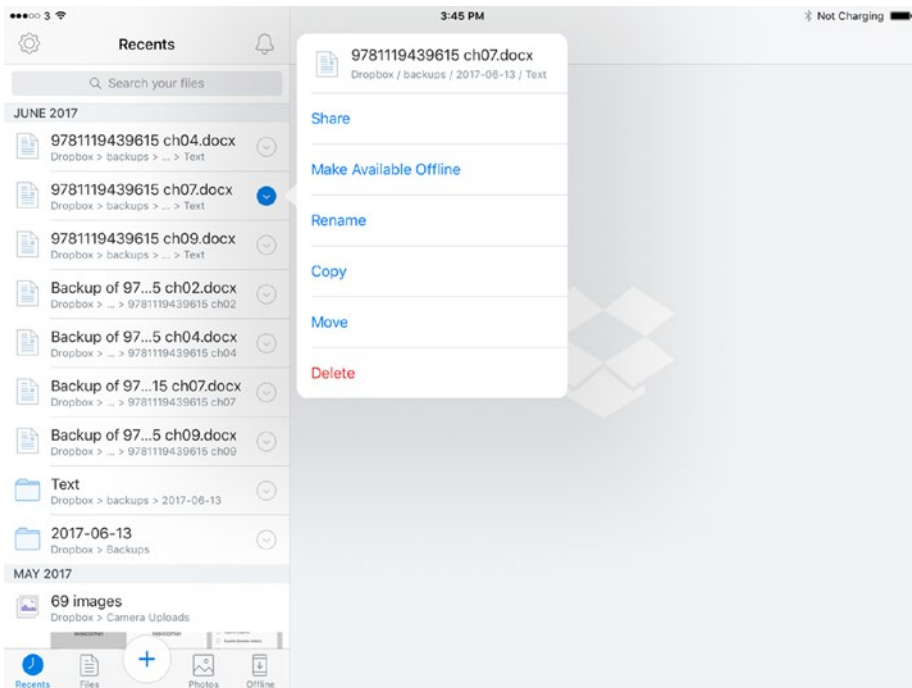 3
3:45 PM
Not Charging
Recents
Search your files
JUNE 2017
9781119439615 ch04.docx
Dropbox > backups > ... > Text
9781119439615 ch07.docx
Dropbox > backups > ... > Text
9781119439615 ch09.docx
Dropbox > backups > ... > Text
Backup of 97...5 ch02.docx
Dropbox > ... > 9781119439615 ch02
Backup of 97...5 ch04.docx
Dropbox > ... > 9781119439615 ch04
Backup of 97...15 ch07.docx
Dropbox > ... > 9781119439615 ch07
Backup of 97...5 ch09.docx
Dropbox > ... > 9781119439615 ch09
Text
Dropbox > backups > 2017-06-13
2017-06-13
Dropbox > Backups
MAY 2017
69 images
Dropbox > Camera Uploads
Recents
Files
Photos
Offline
9781119439615 ch07.docx
Dropbox / backups / 2017-06-13 / Text
Share
Make Available Offline
Rename
Copy
Move
Delete